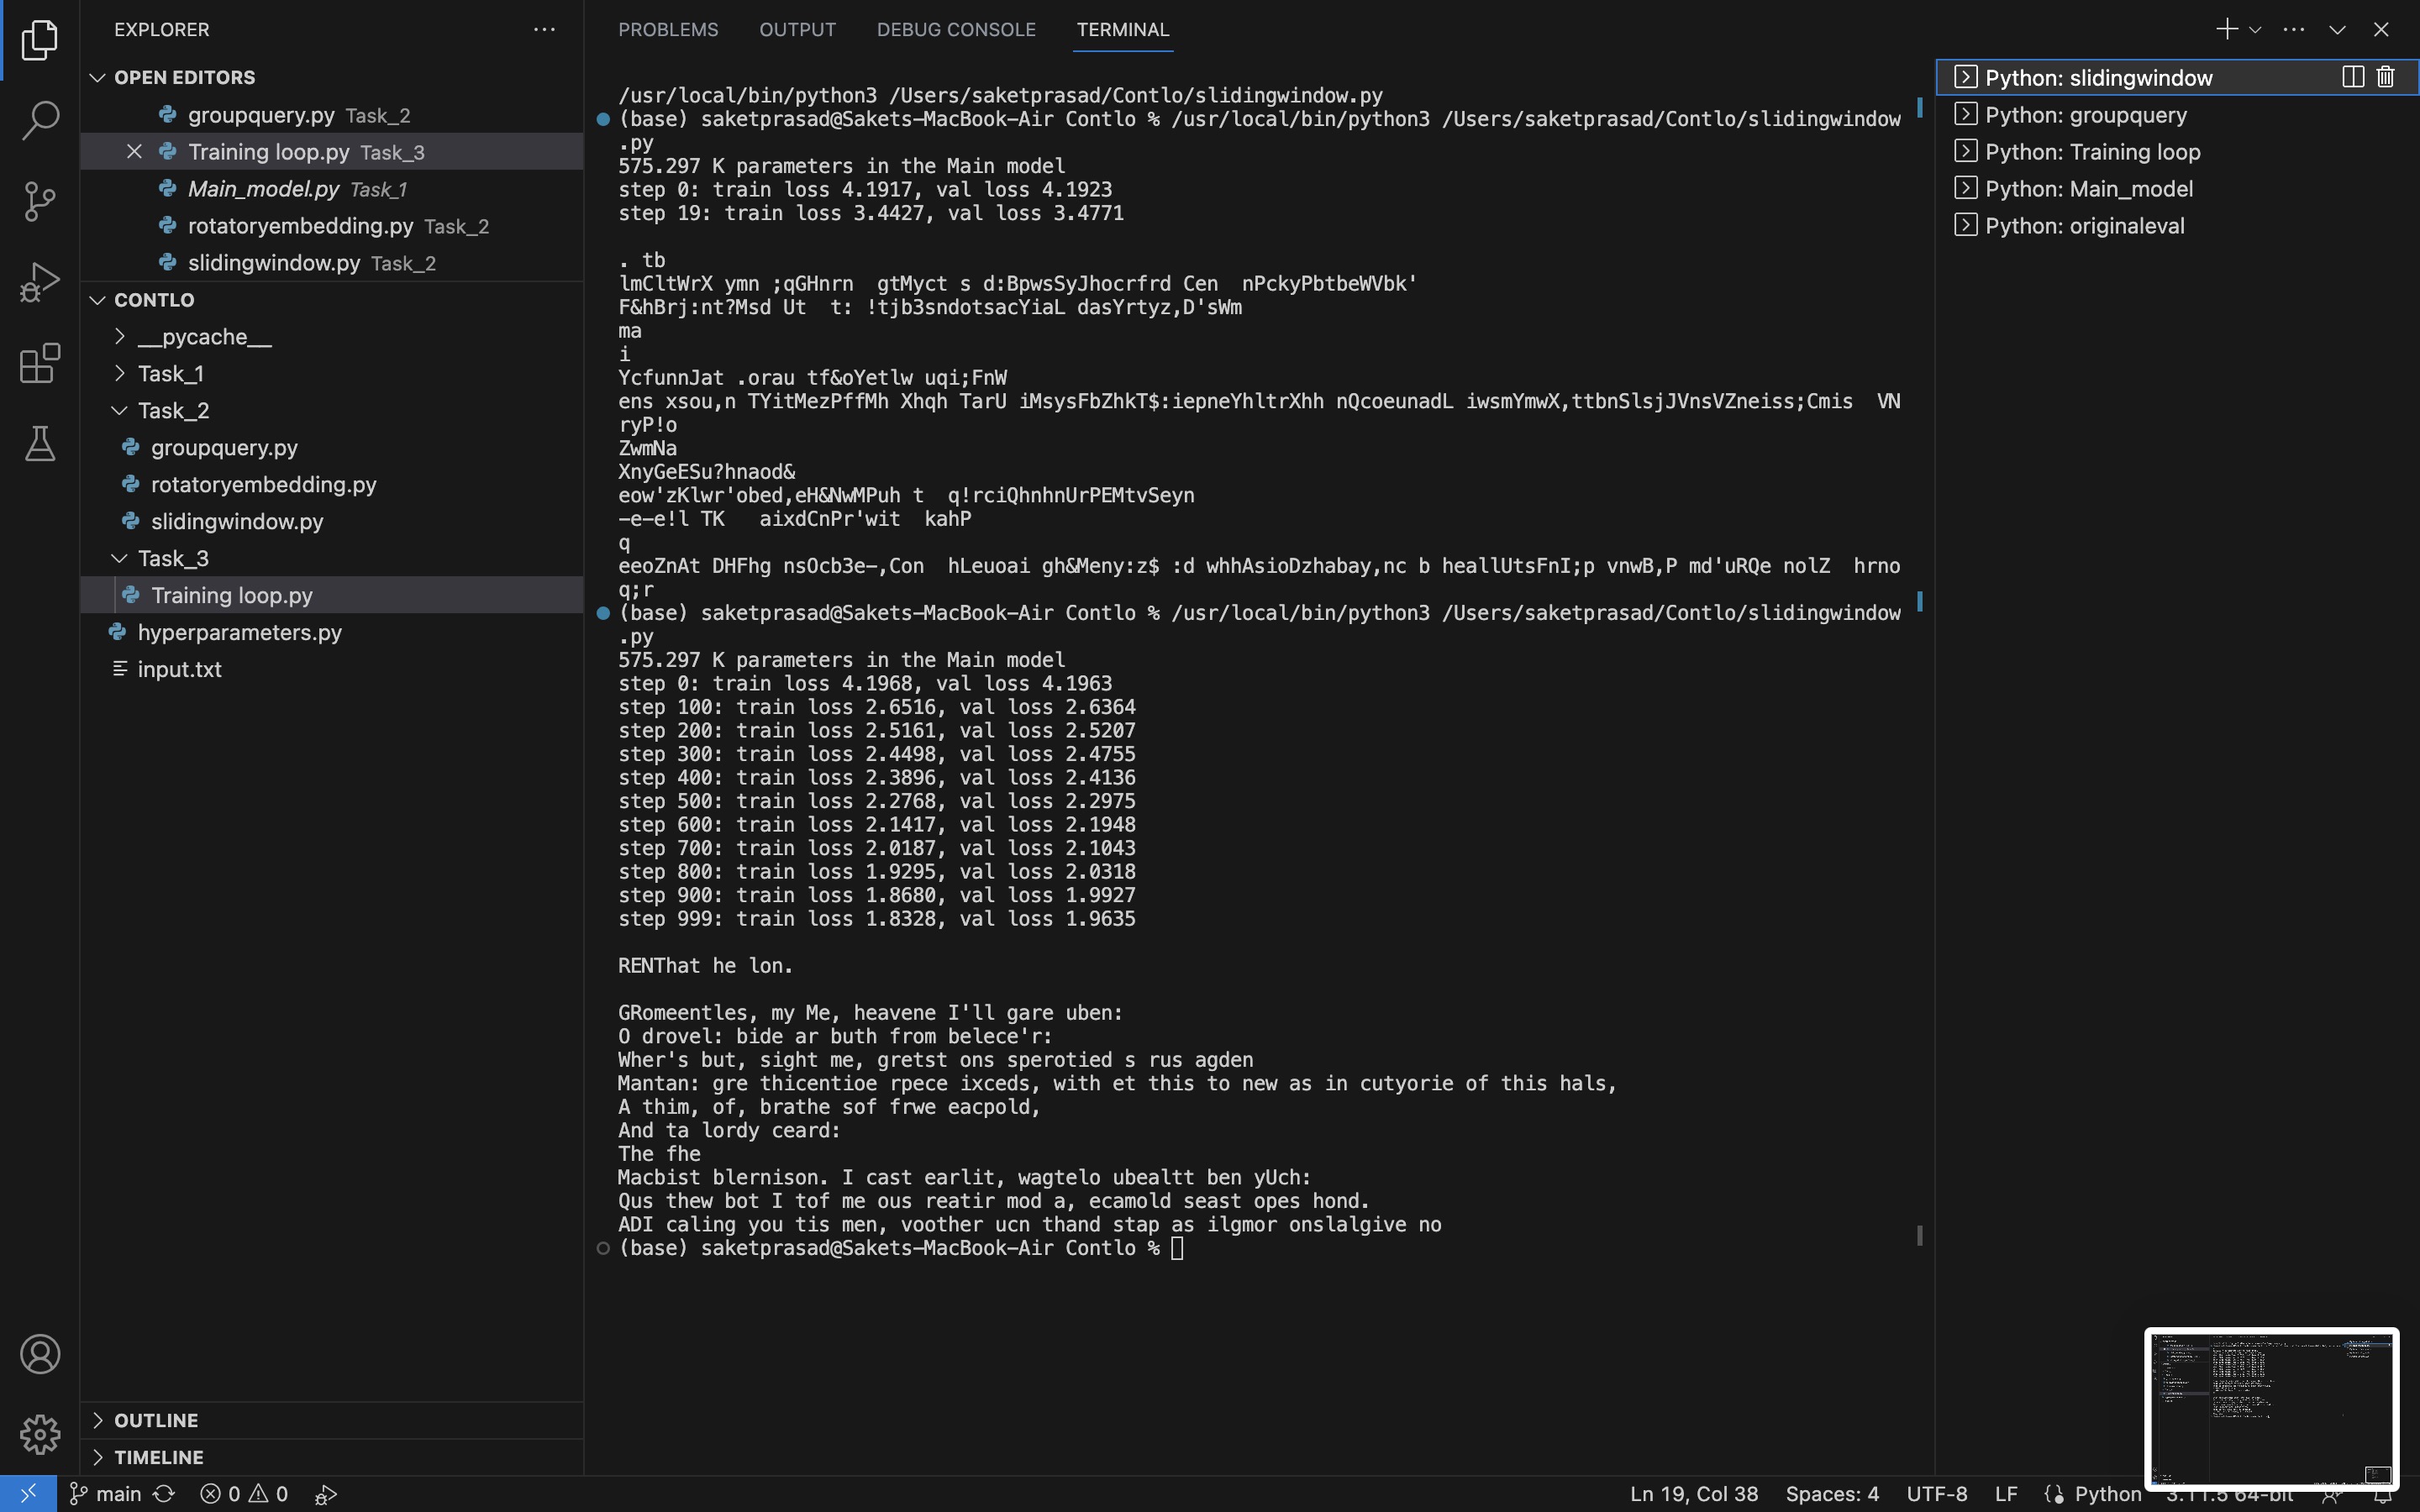 EXPLORER
OPEN EDITORS
groupquery.py Task_2
Training loop.py Task_3
Main_model.py Task_1
rotatoryembedding.py Task_2
slidingwindow.py Task_2
CONTLO
__pycache__
Task_1
Task_2
groupquery.py
rotatoryembedding.py
slidingwindow.py
Task_3
Training loop.py
hyperparameters.py
input.txt
OUTLINE
TIMELINE
PROBLEMS OUTPUT DEBUG CONSOLE TERMINAL
/usr/local/bin/python3 /Users/saketprasad/Contlo/slidingwindow.py
(base) saketprasad@Sakets-MacBook-Air Contlo % /usr/local/bin/python3 /Users/saketprasad/Contlo/slidingwindow
.py
575.297 K parameters in the Main model
step 0: train loss 4.1917, val loss 4.1923
step 19: train loss 3.4427, val loss 3.4771
. tb
lmCltWrX ymn ;qGHnrn  gtMyct s d:BpwsSyJhocrfrd Cen  nPckyPbtbeWVbk'
F&hBrj:nt?Msd Ut  t: !tjb3sndotsacYiaL dasYrtyz,D'sWm
ma
i
YcfunnJat .orau tf&oYetlw uqi;FnW
ens xsou,n TYitMezPffMh Xhqh TarU iMsysFbZhkT$:iepneYhltrXhh nQcoeunadL iwsmYmwX,ttbnSlsjJVnsVZneiss;Cmis  VN
ryP!o
ZwmNa
XnyGeESu?hnaod&
eow'zKlwr'obed,eH&NwMPuh t  q!rciQhnhnUrPEMtvSeyn
-e-e!l TK   aixdCnPr'wit  kahP
q
eeoZnAt DHFhg nsOcb3e-,Con  hLeuoai gh&Meny:z$ :d whhAsioDzhabay,nc b heallUtsFnI;p vnwB,P md'uRQe nolZ  hrno
q;r
(base) saketprasad@Sakets-MacBook-Air Contlo % /usr/local/bin/python3 /Users/saketprasad/Contlo/slidingwindow
.py
575.297 K parameters in the Main model
step 0: train loss 4.1968, val loss 4.1963
step 100: train loss 2.6516, val loss 2.6364
step 200: train loss 2.5161, val loss 2.5207
step 300: train loss 2.4498, val loss 2.4755
step 400: train loss 2.3896, val loss 2.4136
step 500: train loss 2.2768, val loss 2.2975
step 600: train loss 2.1417, val loss 2.1948
step 700: train loss 2.0187, val loss 2.1043
step 800: train loss 1.9295, val loss 2.0318
step 900: train loss 1.8680, val loss 1.9927
step 999: train loss 1.8328, val loss 1.9635
RENThat he lon.
GRomeentles, my Me, heavene I'll gare uben:
O drovel: bide ar buth from belece'r:
Wher's but, sight me, gretst ons sperotied s rus agden
Mantan: gre thicentioe rpece ixceds, with et this to new as in cutyorie of this hals,
A thim, of, brathe sof frwe eacpold,
And ta lordy ceard:
The fhe
Macbist blernison. I cast earlit, wagtelo ubealtt ben yUch:
Qus thew bot I tof me ous reatir mod a, ecamold seast opes hond.
ADI caling you tis men, voother ucn thand stap as ilgmor onslalgive no
(base) saketprasad@Sakets-MacBook-Air Contlo %
Python: slidingwindow
Python: groupquery
Python: Training loop
Python: Main_model
Python: originaleval
main 0 0 Ln 19, Col 38 Spaces: 4 UTF-8 LF Python 3.11.5 64-bit